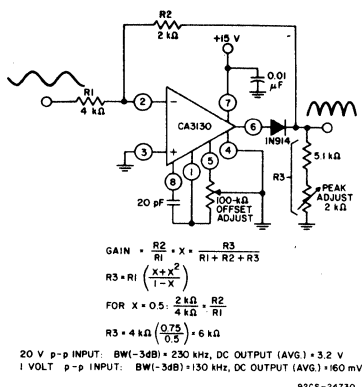 R2
2 kΩ
+15 V
0.01
μF
R1
4 kΩ
2
3
7
CA3130
6
1N914
8
1
5
4
20 pF
100-kΩ
OFFSET
ADJUST
5.1 kΩ
R3
PEAK
ADJUST
2 kΩ
GAIN = R2/R1 = X = R3/(R1 + R2 + R3)
R3 = R1 (X + X²/1 - X)
FOR X = 0.5: 2 kΩ/4 kΩ = R2/R1
R3 = 4 kΩ (0.75/0.5) = 6 kΩ
20 V p-p INPUT: BW(-3dB) = 230 kHz, DC OUTPUT (AVG.) = 3.2 V
1 VOLT p-p INPUT: BW(-3dB) = 130 kHz, DC OUTPUT (AVG.) = 160 mV
92CS-24730